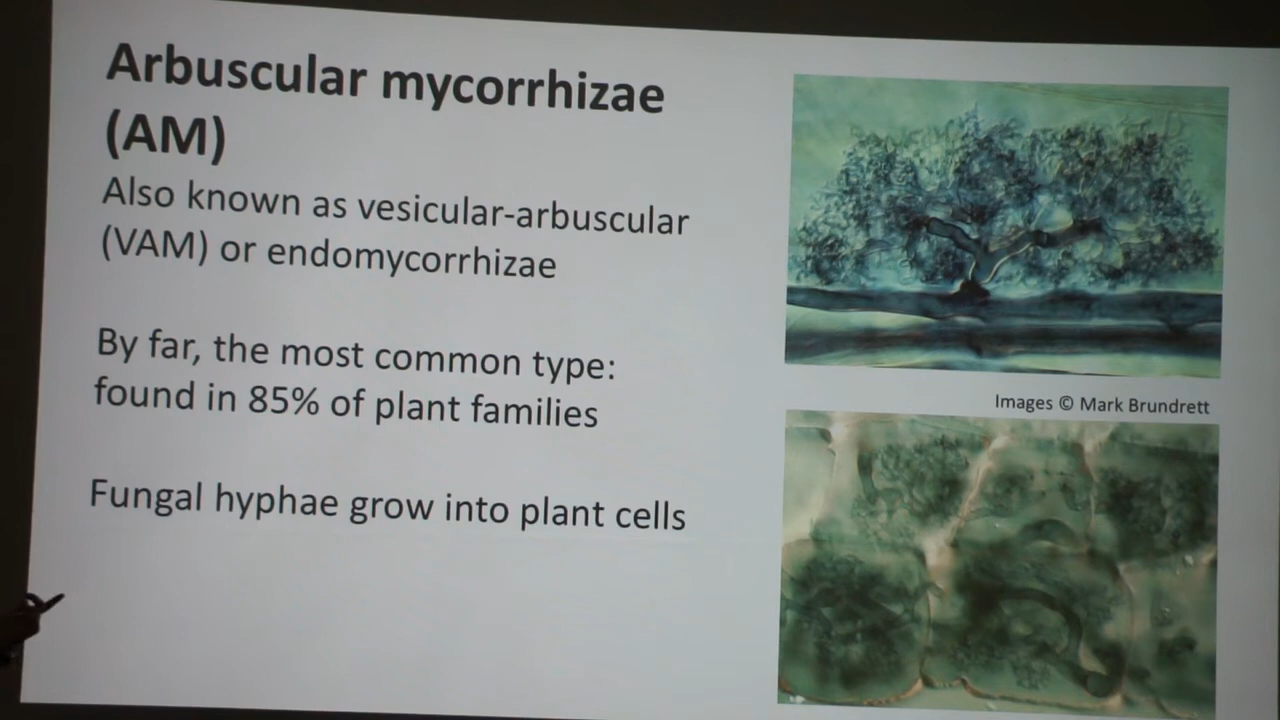 Arbuscular mycorrhizae
(AM)
Also known as vesicular-arbuscular
(VAM) or endomycorrhizae
By far, the most common type:
found in 85% of plant families
Fungal hyphae grow into plant cells
Images © Mark Brundrett